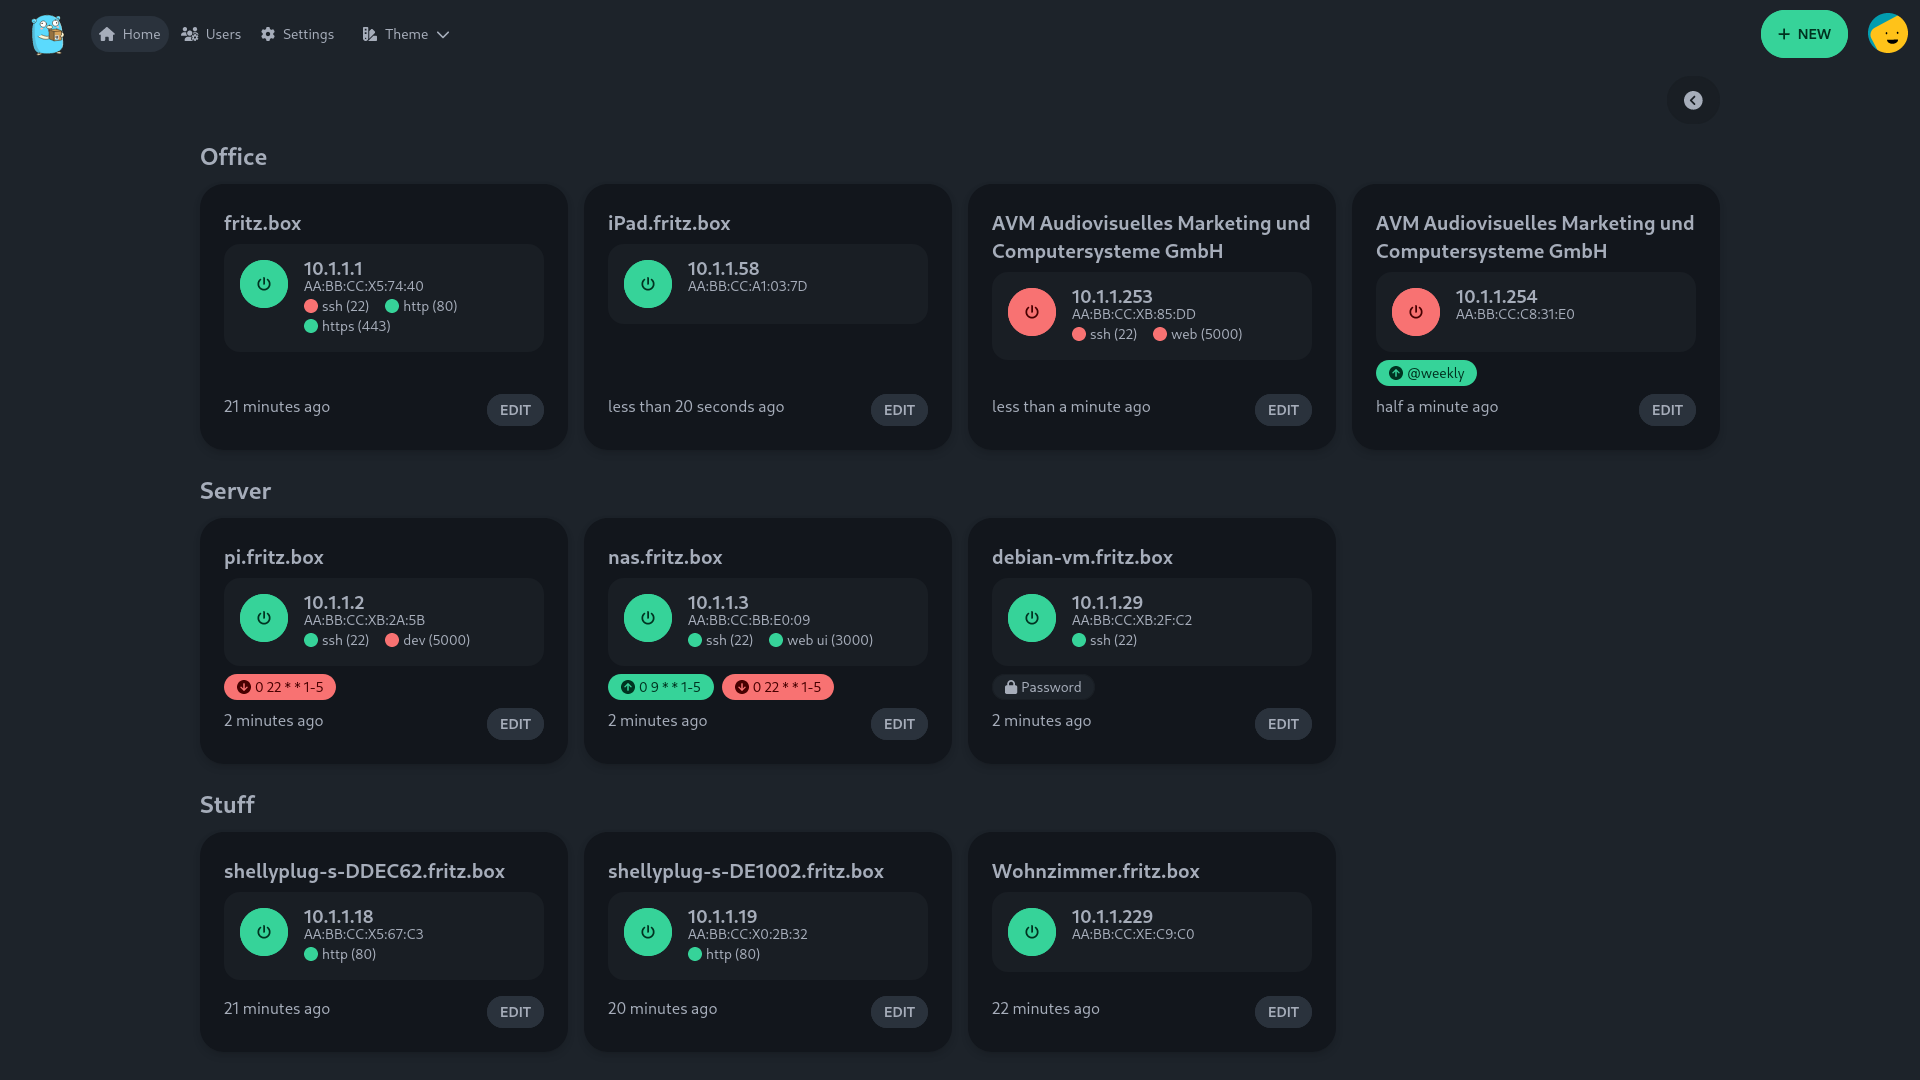 Home Users Settings Theme + NEW
Office
fritz.box
10.1.1.1
AA:BB:CC:X5:74:40
ssh (22) http (80)
https (443)
21 minutes ago EDIT
iPad.fritz.box
10.1.1.58
AA:BB:CC:A1:03:7D
less than 20 seconds ago EDIT
AVM Audiovisuelles Marketing und
Computersysteme GmbH
10.1.1.253
AA:BB:CC:XB:85:DD
ssh (22) web (5000)
less than a minute ago EDIT
AVM Audiovisuelles Marketing und
Computersysteme GmbH
10.1.1.254
AA:BB:CC:C8:31:E0
@weekly
half a minute ago EDIT
Server
pi.fritz.box
10.1.1.2
AA:BB:CC:XB:2A:5B
ssh (22) dev (5000)
0 22 * * 1-5
2 minutes ago EDIT
nas.fritz.box
10.1.1.3
AA:BB:CC:BB:E0:09
ssh (22) web ui (3000)
0 9 * * 1-5 0 22 * * 1-5
2 minutes ago EDIT
debian-vm.fritz.box
10.1.1.29
AA:BB:CC:XB:2F:C2
ssh (22)
Password
2 minutes ago EDIT
Stuff
shellyplug-s-DDEC62.fritz.box
10.1.1.18
AA:BB:CC:X5:67:C3
http (80)
21 minutes ago EDIT
shellyplug-s-DE1002.fritz.box
10.1.1.19
AA:BB:CC:X0:2B:32
http (80)
20 minutes ago EDIT
Wohnzimmer.fritz.box
10.1.1.229
AA:BB:CC:XE:C9:C0
22 minutes ago EDIT